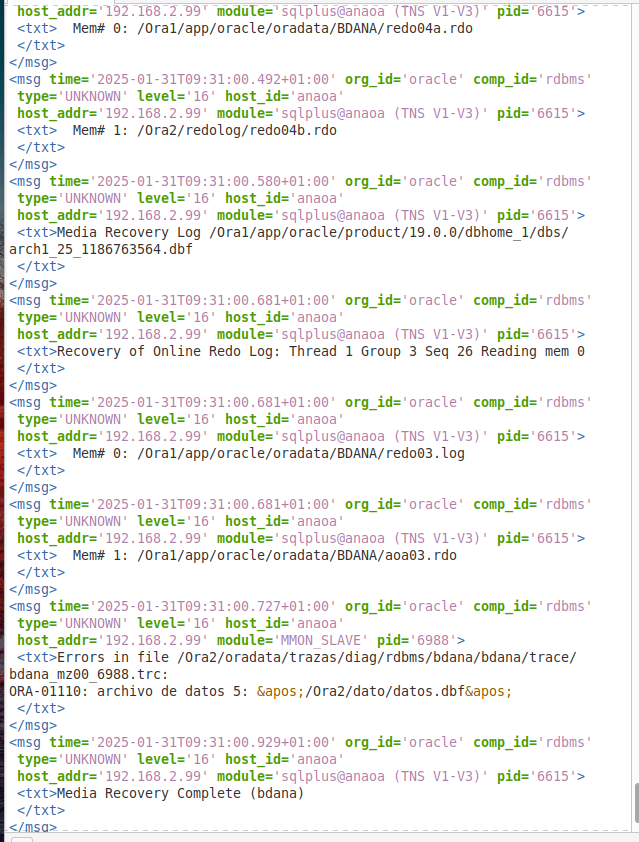 host_addr='192.168.2.99' module='sqlplus@anaoa (TNS V1-V3)' pid='6615'>
<txt>  Mem# 0: /Ora1/app/oracle/oradata/BDANA/redo04a.rdo
</txt>
</msg>
<msg time='2025-01-31T09:31:00.492+01:00' org_id='oracle' comp_id='rdbms'
type='UNKNOWN' level='16' host_id='anaoa'
host_addr='192.168.2.99' module='sqlplus@anaoa (TNS V1-V3)' pid='6615'>
<txt>  Mem# 1: /Ora2/redolog/redo04b.rdo
</txt>
</msg>
<msg time='2025-01-31T09:31:00.580+01:00' org_id='oracle' comp_id='rdbms'
type='UNKNOWN' level='16' host_id='anaoa'
host_addr='192.168.2.99' module='sqlplus@anaoa (TNS V1-V3)' pid='6615'>
<txt>Media Recovery Log /Ora1/app/oracle/product/19.0.0/dbhome_1/dbs/
arch1_25_1186763564.dbf
</txt>
</msg>
<msg time='2025-01-31T09:31:00.681+01:00' org_id='oracle' comp_id='rdbms'
type='UNKNOWN' level='16' host_id='anaoa'
host_addr='192.168.2.99' module='sqlplus@anaoa (TNS V1-V3)' pid='6615'>
<txt>Recovery of Online Redo Log: Thread 1 Group 3 Seq 26 Reading mem 0
</txt>
</msg>
<msg time='2025-01-31T09:31:00.681+01:00' org_id='oracle' comp_id='rdbms'
type='UNKNOWN' level='16' host_id='anaoa'
host_addr='192.168.2.99' module='sqlplus@anaoa (TNS V1-V3)' pid='6615'>
<txt>  Mem# 0: /Ora1/app/oracle/oradata/BDANA/redo03.log
</txt>
</msg>
<msg time='2025-01-31T09:31:00.681+01:00' org_id='oracle' comp_id='rdbms'
type='UNKNOWN' level='16' host_id='anaoa'
host_addr='192.168.2.99' module='sqlplus@anaoa (TNS V1-V3)' pid='6615'>
<txt>  Mem# 1: /Ora1/app/oracle/oradata/BDANA/aoa03.rdo
</txt>
</msg>
<msg time='2025-01-31T09:31:00.727+01:00' org_id='oracle' comp_id='rdbms'
type='UNKNOWN' level='16' host_id='anaoa'
host_addr='192.168.2.99' module='MMON_SLAVE' pid='6988'>
<txt>Errors in file /Ora2/oradata/trazas/diag/rdbms/bdana/bdana/trace/
bdana_mz00_6988.trc:
ORA-01110: archivo de datos 5: &apos;/Ora2/dato/datos.dbf&apos;
</txt>
</msg>
<msg time='2025-01-31T09:31:00.929+01:00' org_id='oracle' comp_id='rdbms'
type='UNKNOWN' level='16' host_id='anaoa'
host_addr='192.168.2.99' module='sqlplus@anaoa (TNS V1-V3)' pid='6615'>
<txt>Media Recovery Complete (bdana)
</txt>
</msg>